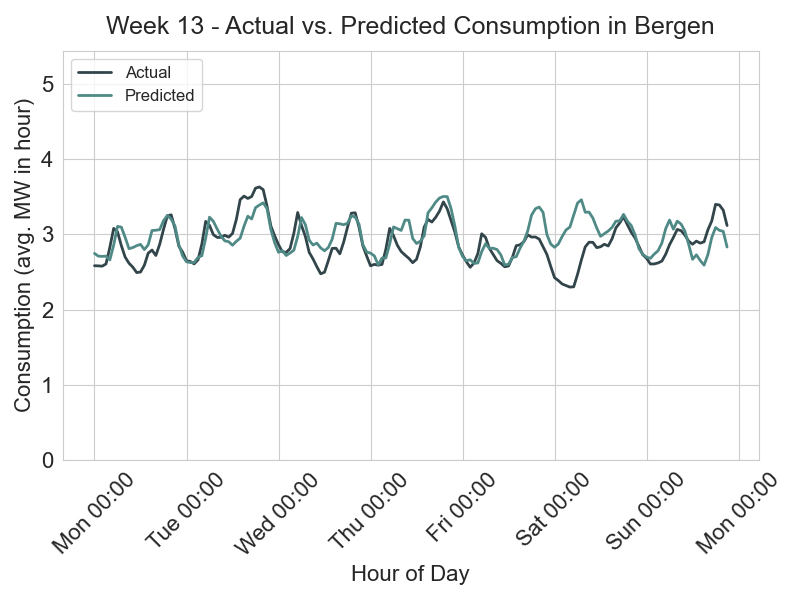 Week 13 - Actual vs. Predicted Consumption in Bergen
Actual
Predicted
Consumption (avg. MW in hour)
5
4
3
2
1
0
Mon 00:00
Tue 00:00
Wed 00:00
Thu 00:00
Fri 00:00
Sat 00:00
Sun 00:00
Mon 00:00
Hour of Day